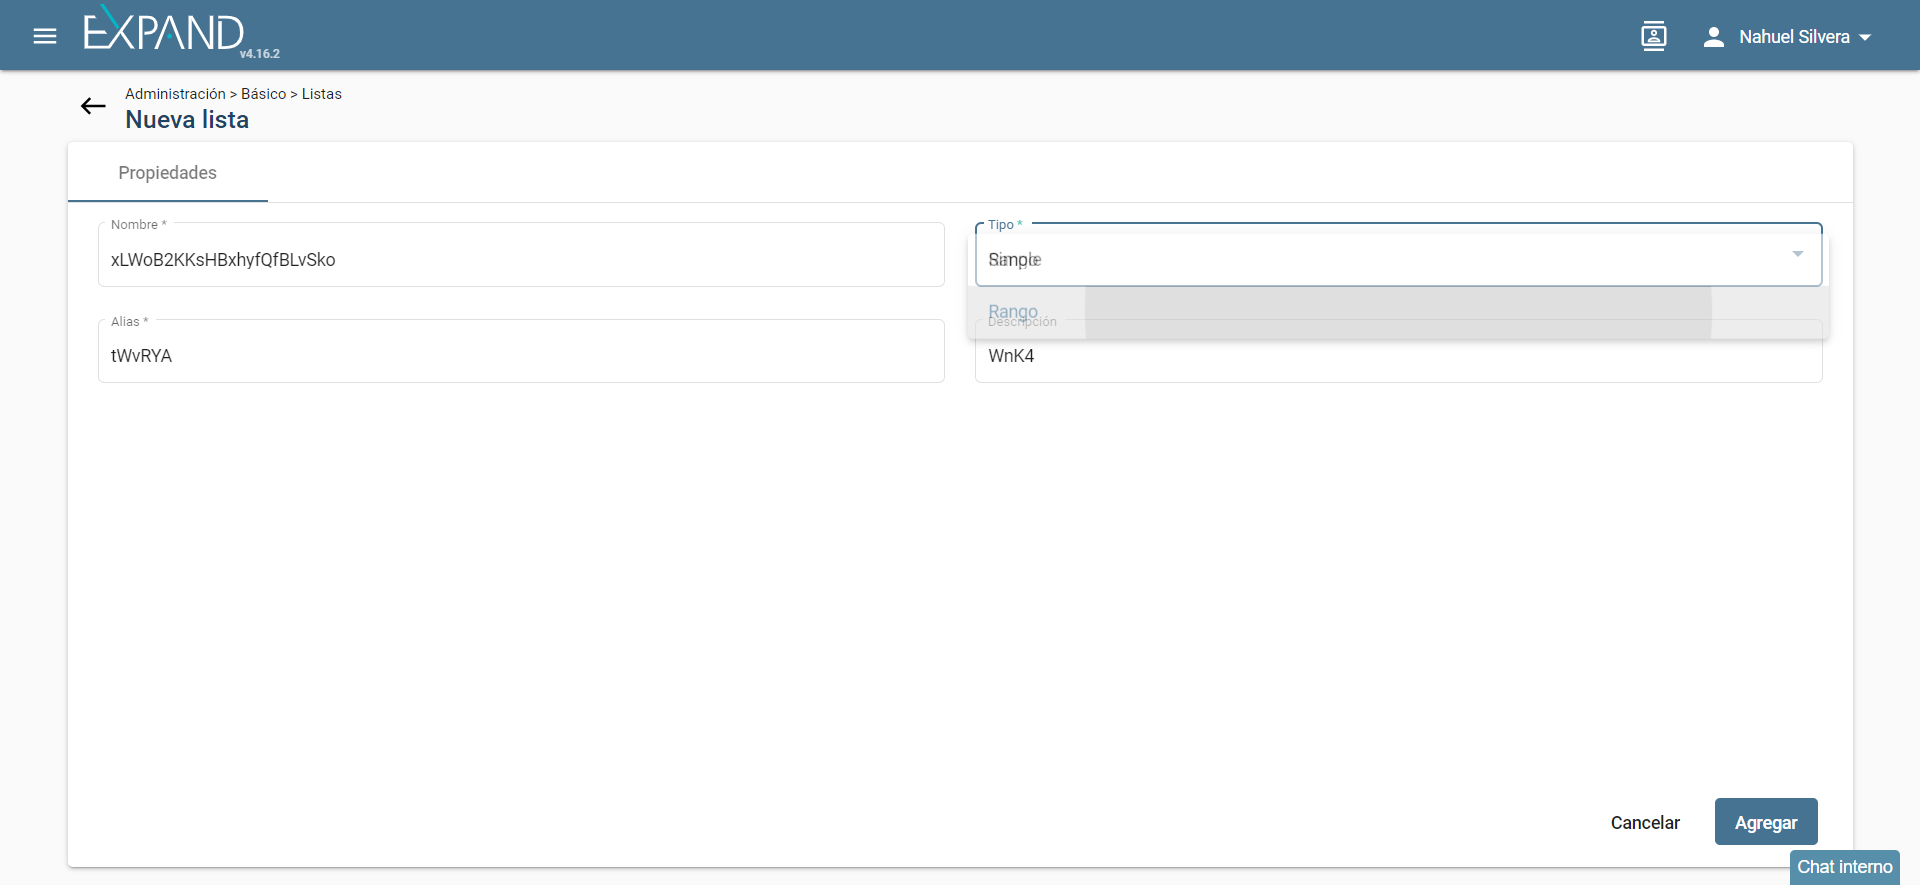 EXPAND
v4.16.2
Nahuel Silvera
Administración > Básico > Listas
Nueva lista
Propiedades
Nombre *
xLWoB2KKsHBxhyfQfBLvSko
Tipo *
Simple
Rango
Alias *
tWvRYA
Descripción
WnK4
Cancelar
Agregar
Chat interno